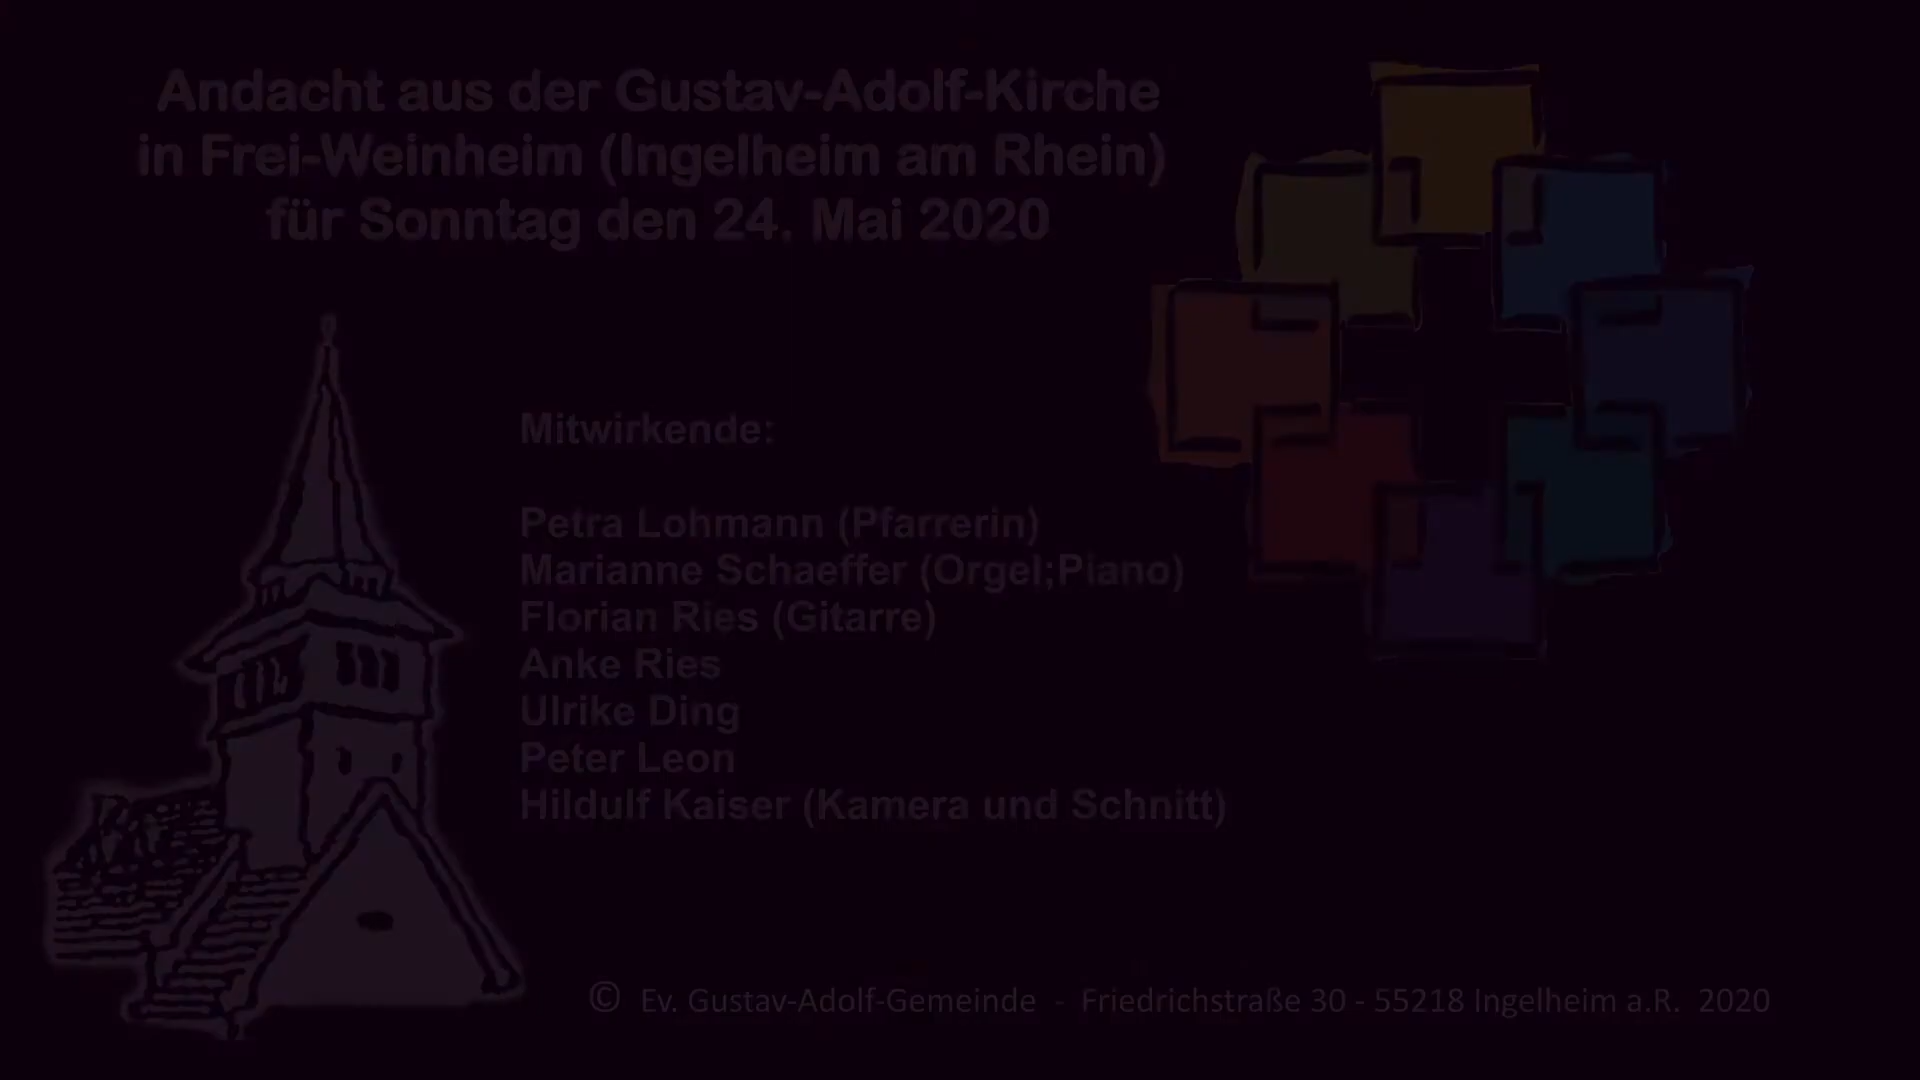 Andacht aus der Gustav-Adolf-Kirche
in Frei-Weinheim (Ingelheim am Rhein)
für Sonntag den 24. Mai 2020
Mitwirkende:
Petra Lohmann (Pfarrerin)
Marianne Schaeffer (Orgel;Piano)
Florian Ries (Gitarre)
Anke Ries
Ulrike Ding
Peter Leon
Hildulf Kaiser (Kamera und Schnitt)
© Ev. Gustav-Adolf-Gemeinde - Friedrichstraße 30 - 55218 Ingelheim a.R. 2020